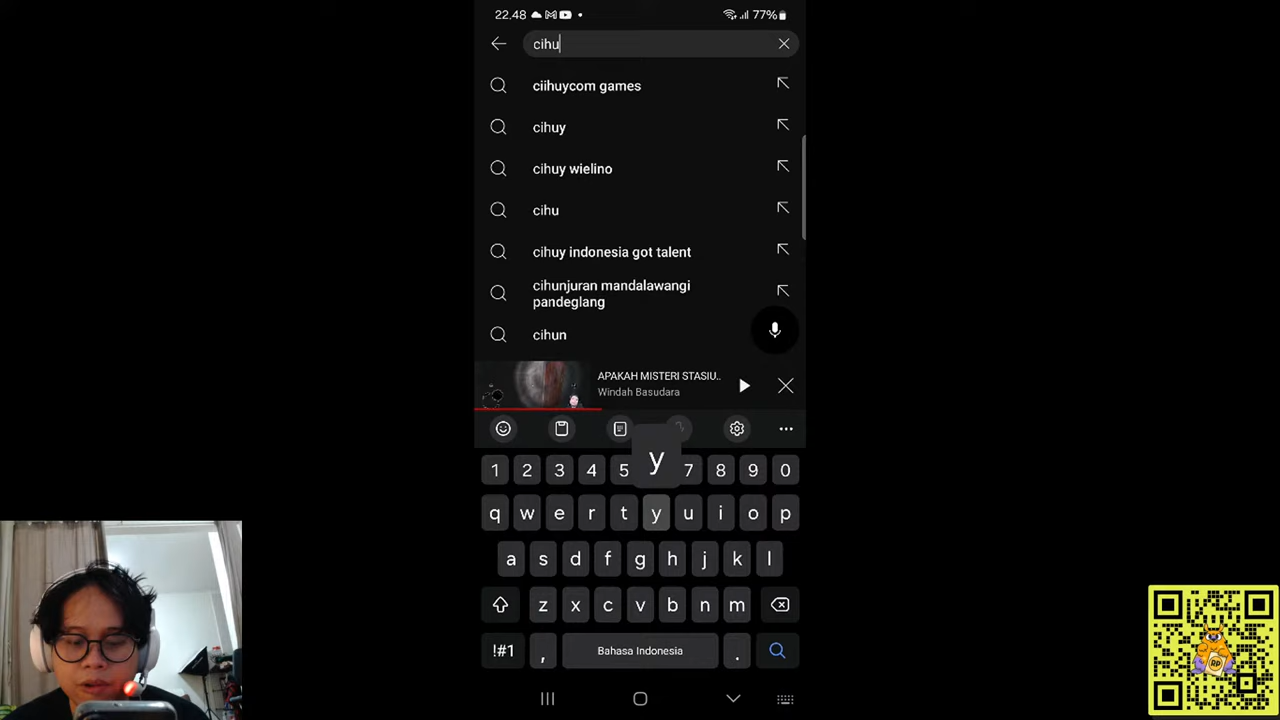 22.48
77%
cihu
ciihuycom games
cihuy
cihuy wielino
cihu
cihuy indonesia got talent
cihunjuran mandalawangi
pandeglang
cihun
APAKAH MISTERI STASIU..
Windah Basudara
y
1 2 3 4 5 7 8 9 0
q w e r t y u i o p
a s d f g h j k l
z x c v b n m
!#1 , Bahasa Indonesia .
RP